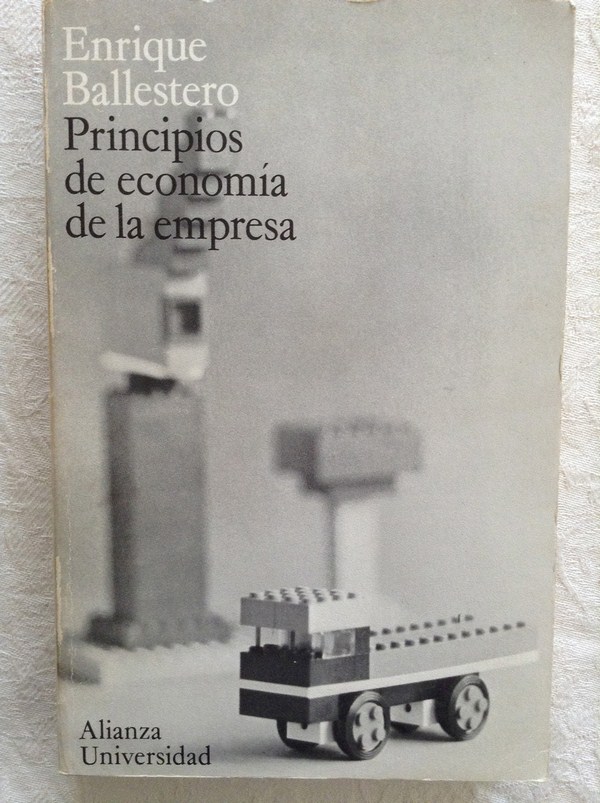 Enrique
Ballestero
Principios
de economía
de la empresa
Alianza
Universidad